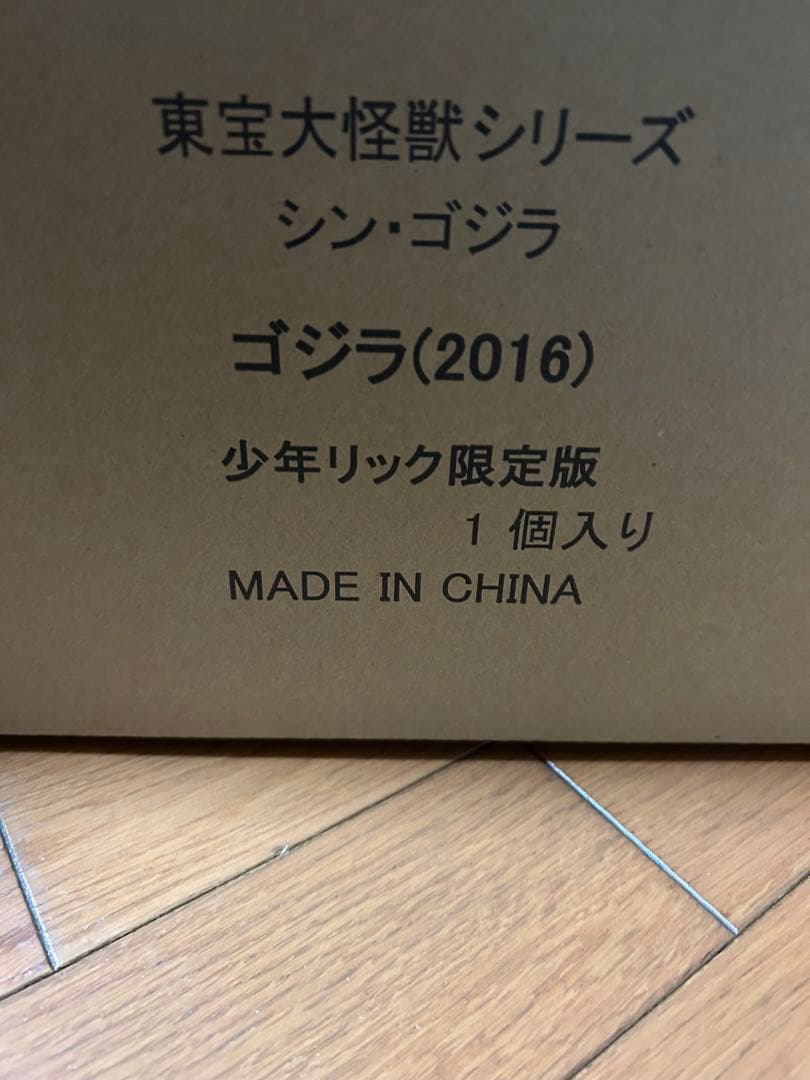 東宝大怪獣シリーズ
シン・ゴジラ
ゴジラ(2016)
少年リック限定版
1 個入り
MADE IN CHINA